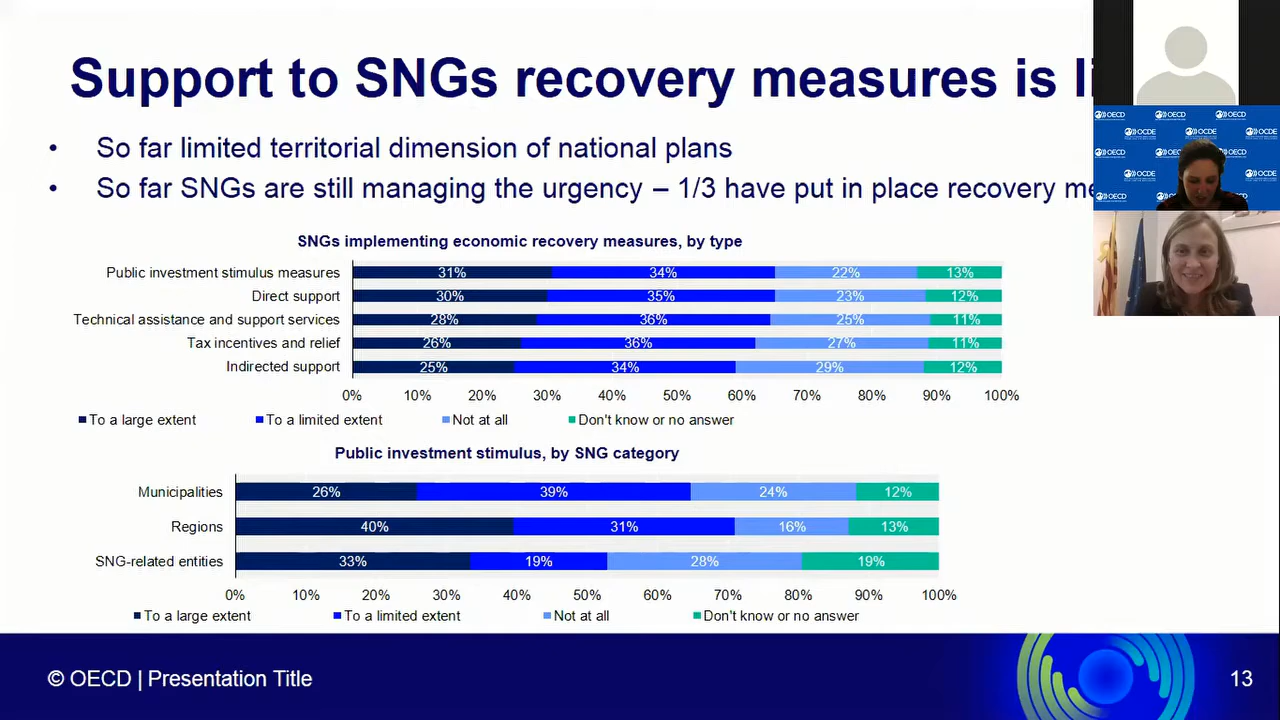 Support to SNGs recovery measures is
• So far limited territorial dimension of national plans
• So far SNGs are still managing the urgency – 1/3 have put in place recovery
SNGs implementing economic recovery measures, by type
Public investment stimulus measures 31% 34% 22% 13%
Direct support 30% 35% 23% 12%
Technical assistance and support services 28% 36% 25% 11%
Tax incentives and relief 26% 36% 27% 11%
Indirected support 25% 34% 29% 12%
0% 10% 20% 30% 40% 50% 60% 70% 80% 90% 100%
To a large extent To a limited extent Not at all Don't know or no answer
Public investment stimulus, by SNG category
Municipalities 26% 39% 24% 12%
Regions 40% 31% 16% 13%
SNG-related entities 33% 19% 28% 19%
0% 10% 20% 30% 40% 50% 60% 70% 80% 90% 100%
To a large extent To a limited extent Not at all Don't know or no answer
© OECD | Presentation Title
13
OECD OECD OECD
OCDE OCDE OCDE